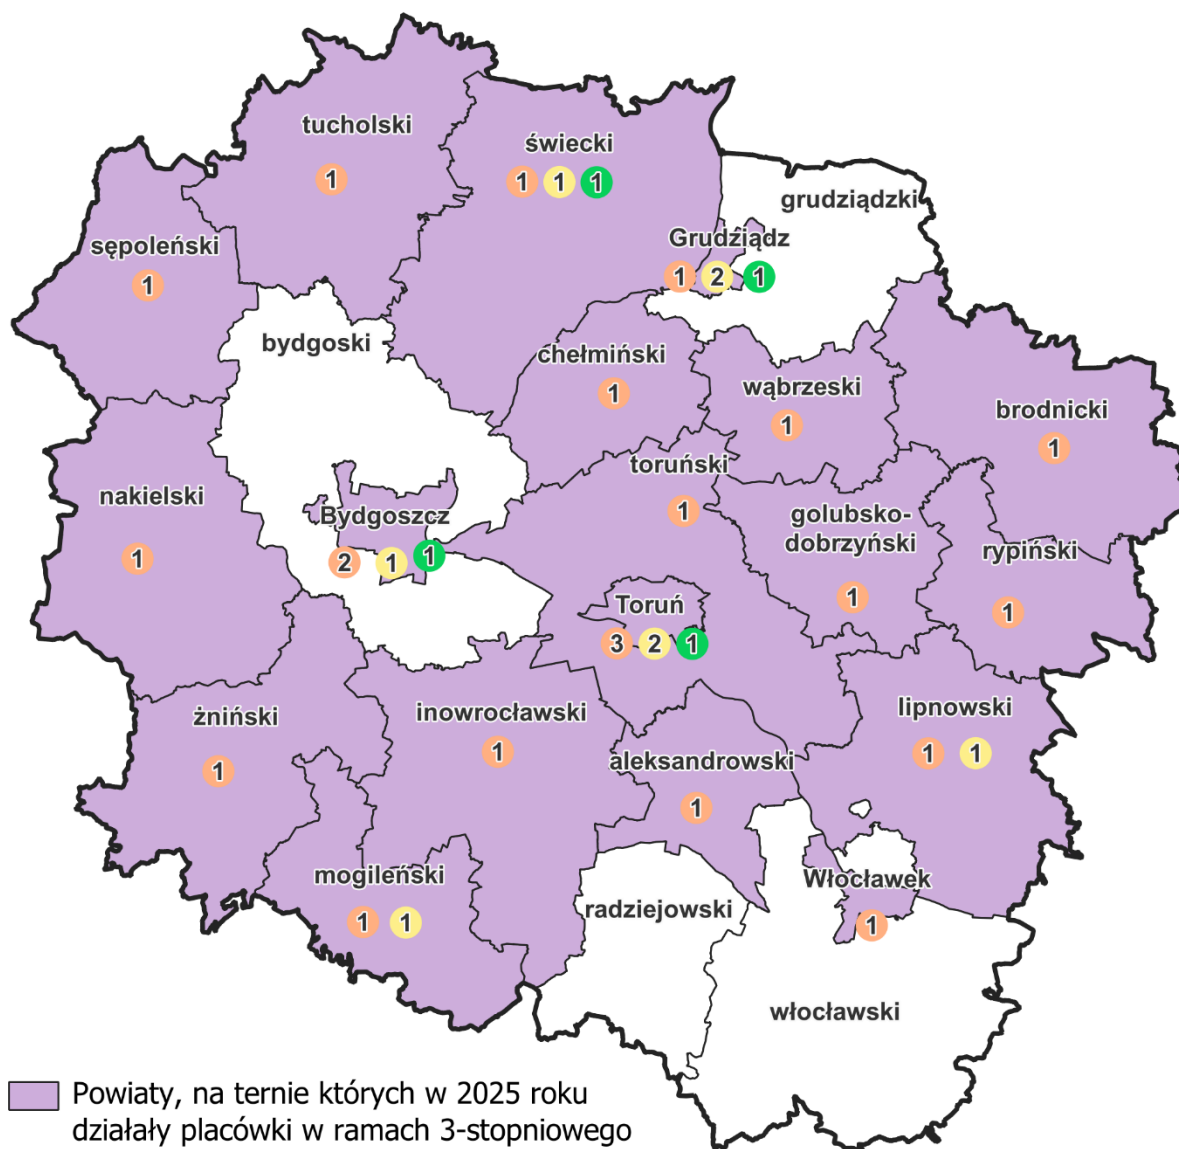 tucholski
1
świecki
1 1 1
grudziądzki
sępoleński
1
Grudźiądz
1 2 1
bydgoski
chełmiński
1
wąbrzeski
1
brodnicki
1
toruński
1
nakielski
1
Bydgoszcz
2 1 1
golubsko-
dobrzyński
1
rypiński
1
Toruń
3 2 1
żniński
1
inowrocławski
1
lipnowski
1 1
aleksandrowski
1
mogileński
1 1
radziejowski
Włocławek
1
włocławski
Powiaty, na ternie których w 2025 roku
działały placówki w ramach 3-stopniowego